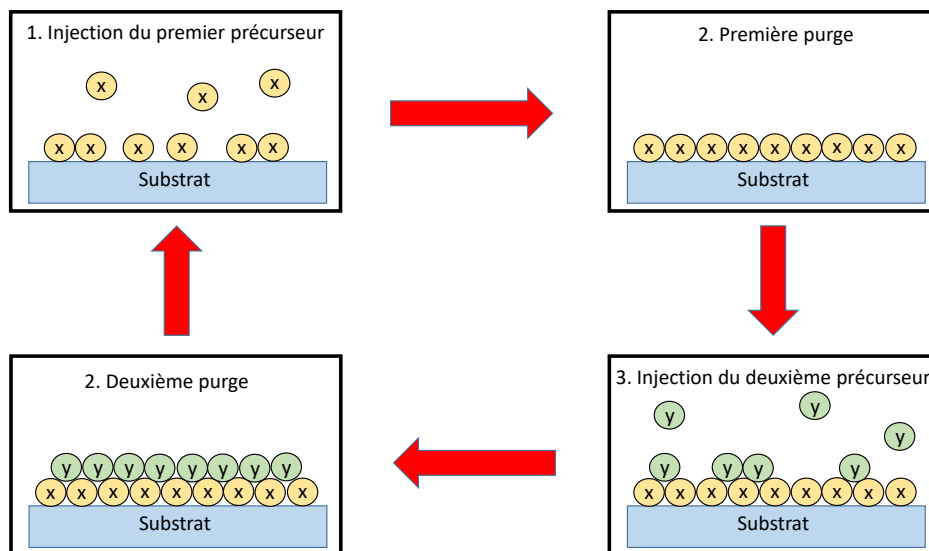 1. Injection du premier précurseur
x x x
x x x x x x
Substrat
2. Première purge
x x x x x x x x x
Substrat
3. Injection du deuxième précurseur
y y y
y y y y
x x x x x x x x x
Substrat
2. Deuxième purge
y y y y y y y y
x x x x x x x x x
Substrat